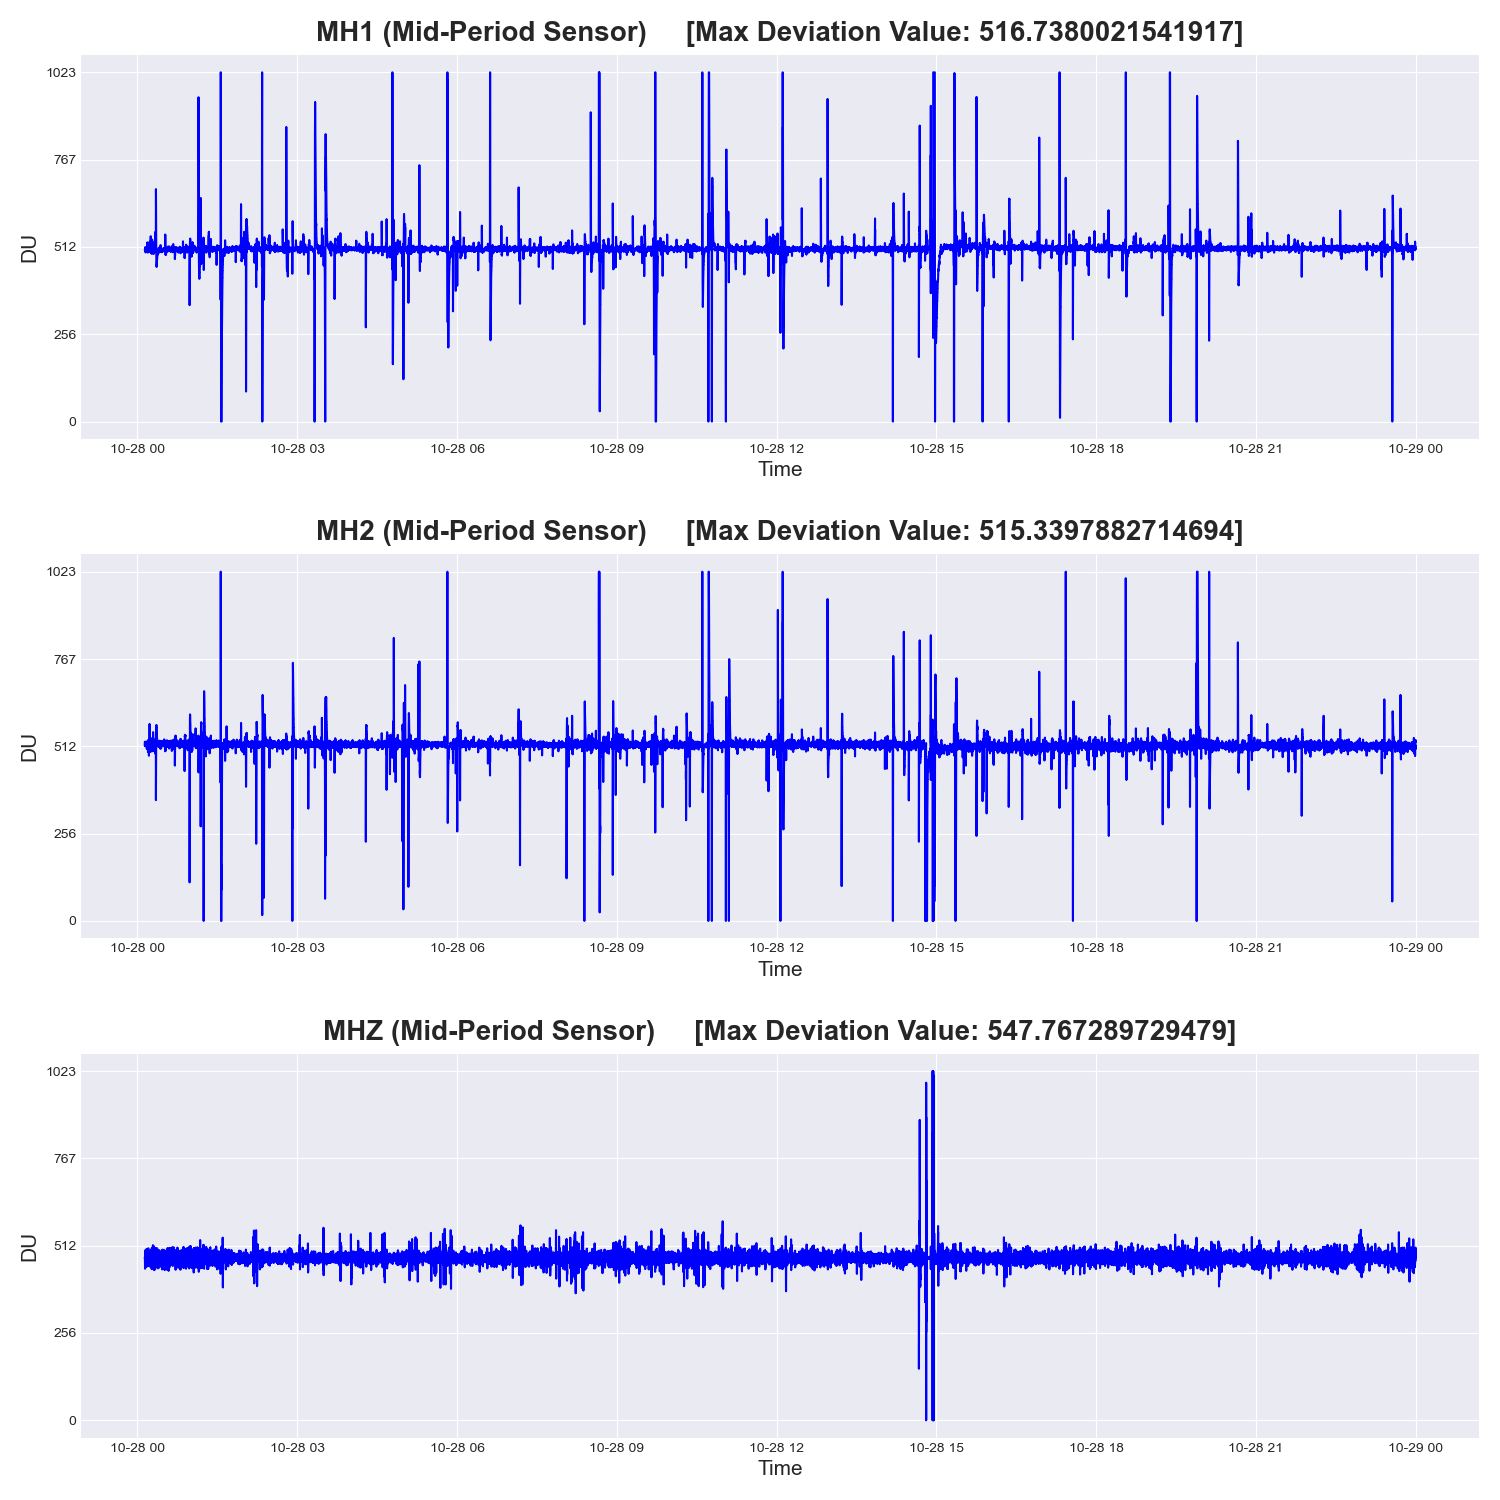 MH1 (Mid-Period Sensor) [Max Deviation Value: 516.7380021541917]
1023
767
512
256
0
DU
10-28 00 10-28 03 10-28 06 10-28 09 10-28 12 10-28 15 10-28 18 10-28 21 10-29 00
Time
MH2 (Mid-Period Sensor) [Max Deviation Value: 515.3397882714694]
1023
767
512
256
0
DU
10-28 00 10-28 03 10-28 06 10-28 09 10-28 12 10-28 15 10-28 18 10-28 21 10-29 00
Time
MHZ (Mid-Period Sensor) [Max Deviation Value: 547.767289729479]
1023
767
512
256
0
DU
10-28 00 10-28 03 10-28 06 10-28 09 10-28 12 10-28 15 10-28 18 10-28 21 10-29 00
Time